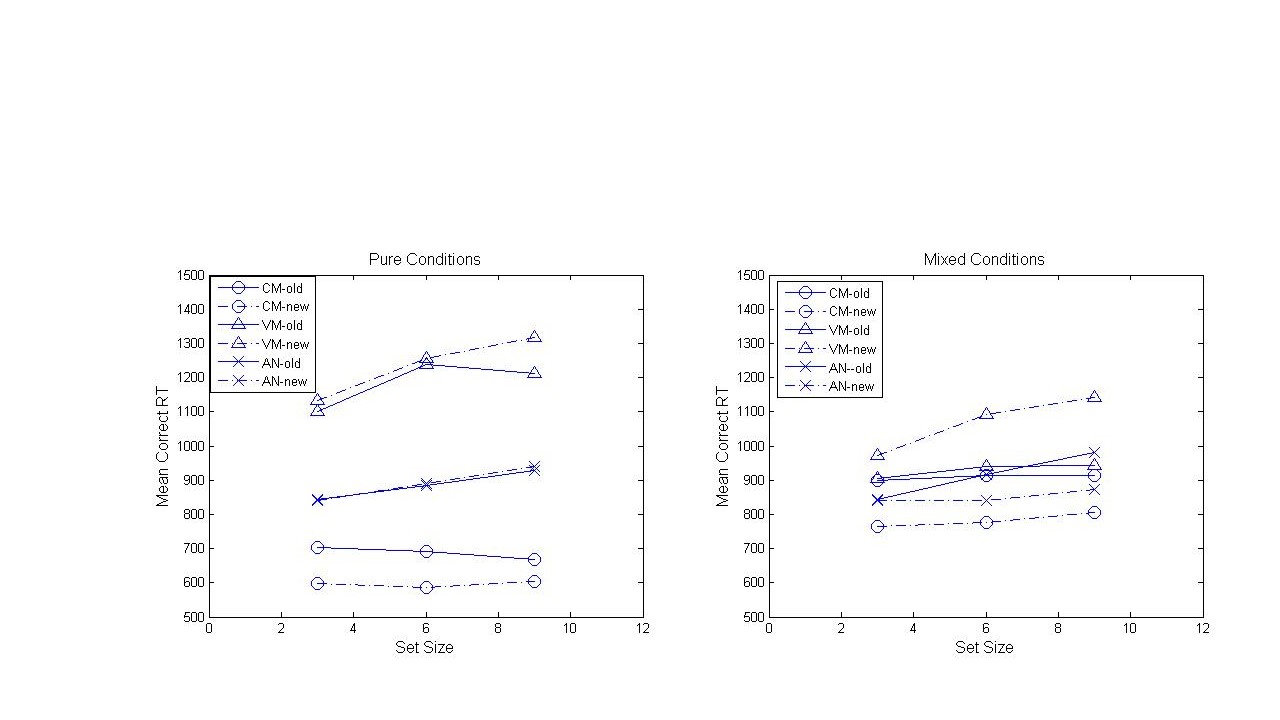 Pure Conditions
1500
1400
1300
1200
1100
1000
900
800
700
600
500
0
2
4
6
8
10
12
Mean Correct RT
Set Size
CM-old
CM-new
VM-old
VM-new
AN-old
AN-new
Mixed Conditions
1500
1400
1300
1200
1100
1000
900
800
700
600
500
0
2
4
6
8
10
12
Mean Correct RT
Set Size
CM-old
CM-new
VM-old
VM-new
AN--old
AN-new